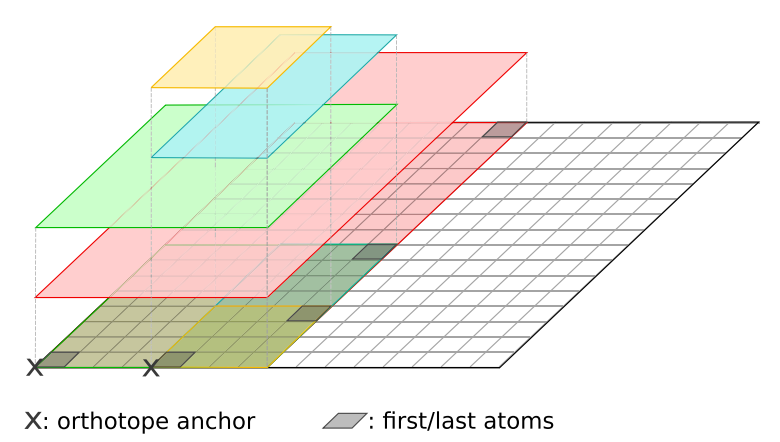 X X
X: orthotope anchor : first/last atoms